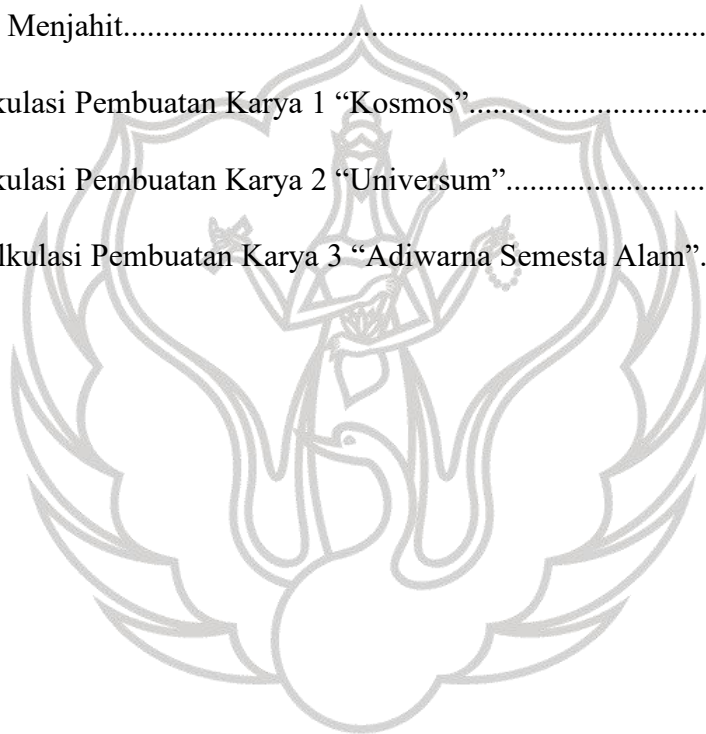 Menjahit..........................................................................
kulasi Pembuatan Karya 1 “Kosmos”..............................
kulasi Pembuatan Karya 2 “Universum”.........................
lkulasi Pembuatan Karya 3 “Adiwarna Semesta Alam”.